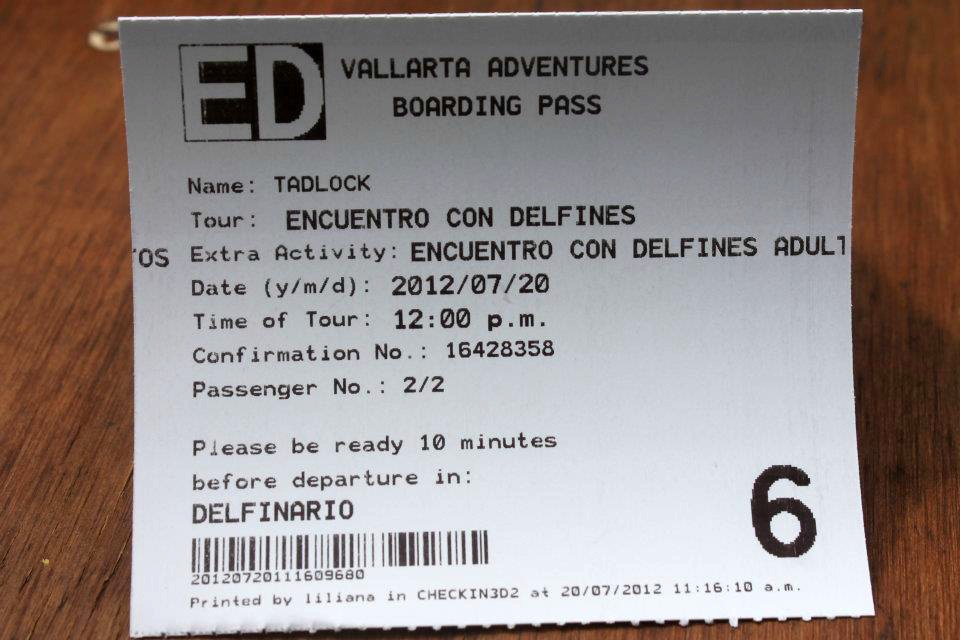 ED VALLARTA ADVENTURES
BOARDING PASS
Name: TADLOCK
Tour: ENCUENTRO CON DELFINES
Extra Activity: ENCUENTRO CON DELFINES ADULT
OS
Date (y/m/d): 2012/07/20
Time of Tour: 12:00 p.m.
Confirmation No.: 16428358
Passenger No.: 2/2
Please be ready 10 minutes
before departure in:
DELFINARIO
6
20120720111609680
Printed by liliana in CHECKIN3D2 at 20/07/2012 11:16:10 a.m.